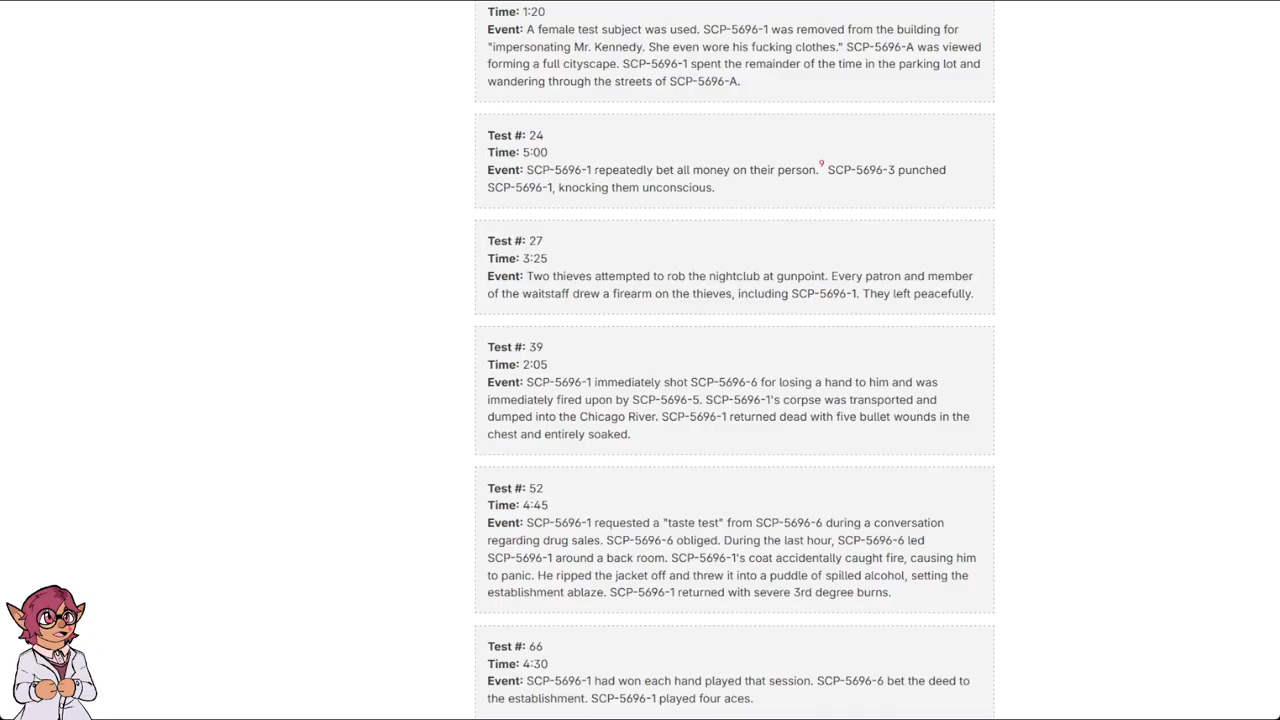 Time: 1:20
Event: A female test subject was used. SCP-5696-1 was removed from the building for
"impersonating Mr. Kennedy. She even wore his fucking clothes." SCP-5696-A was viewed
forming a full cityscape. SCP-5696-1 spent the remainder of the time in the parking lot and
wandering through the streets of SCP-5696-A.
Test #: 24
Time: 5:00
Event: SCP-5696-1 repeatedly bet all money on their person.9 SCP-5696-3 punched
SCP-5696-1, knocking them unconscious.
Test #: 27
Time: 3:25
Event: Two thieves attempted to rob the nightclub at gunpoint. Every patron and member
of the waitstaff drew a firearm on the thieves, including SCP-5696-1. They left peacefully.
Test #: 39
Time: 2:05
Event: SCP-5696-1 immediately shot SCP-5696-6 for losing a hand to him and was
immediately fired upon by SCP-5696-5. SCP-5696-1's corpse was transported and
dumped into the Chicago River. SCP-5696-1 returned dead with five bullet wounds in the
chest and entirely soaked.
Test #: 52
Time: 4:45
Event: SCP-5696-1 requested a "taste test" from SCP-5696-6 during a conversation
regarding drug sales. SCP-5696-6 obliged. During the last hour, SCP-5696-6 led
SCP-5696-1 around a back room. SCP-5696-1's coat accidentally caught fire, causing him
to panic. He ripped the jacket off and threw it into a puddle of spilled alcohol, setting the
establishment ablaze. SCP-5696-1 returned with severe 3rd degree burns.
Test #: 66
Time: 4:30
Event: SCP-5696-1 had won each hand played that session. SCP-5696-6 bet the deed to
the establishment. SCP-5696-1 played four aces.